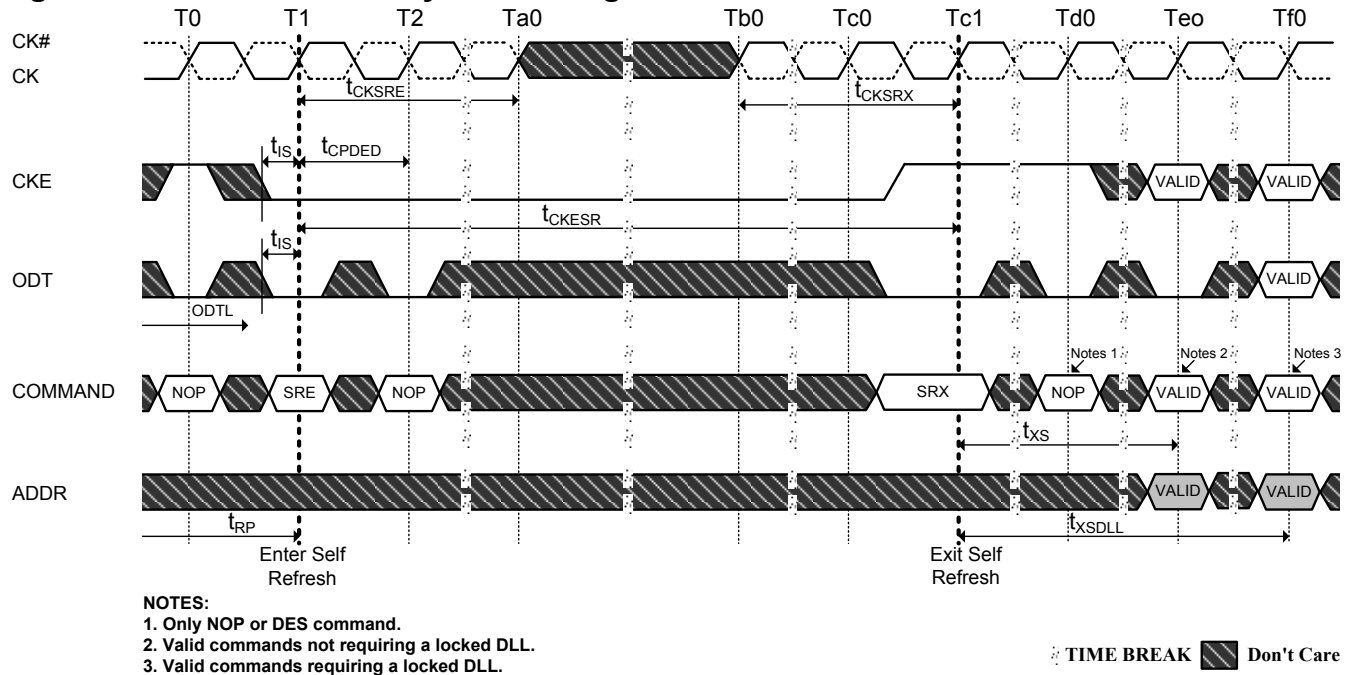 T0 T1 T2 Ta0 Tb0 Tc0 Tc1 Td0 Teo Tf0
CK#
CK
tCKSRE tCKSRX
tIS tCPDED
CKE VALID VALID
tCKESR
tIS
ODT VALID
ODTL
Notes 1 Notes 2 Notes 3
COMMAND NOP SRE NOP SRX NOP VALID VALID
tXS
ADDR VALID VALID
tRP tXSDLL
Enter Self Refresh
Exit Self Refresh
NOTES:
1. Only NOP or DES command.
2. Valid commands not requiring a locked DLL.
3. Valid commands requiring a locked DLL.
TIME BREAK Don't Care